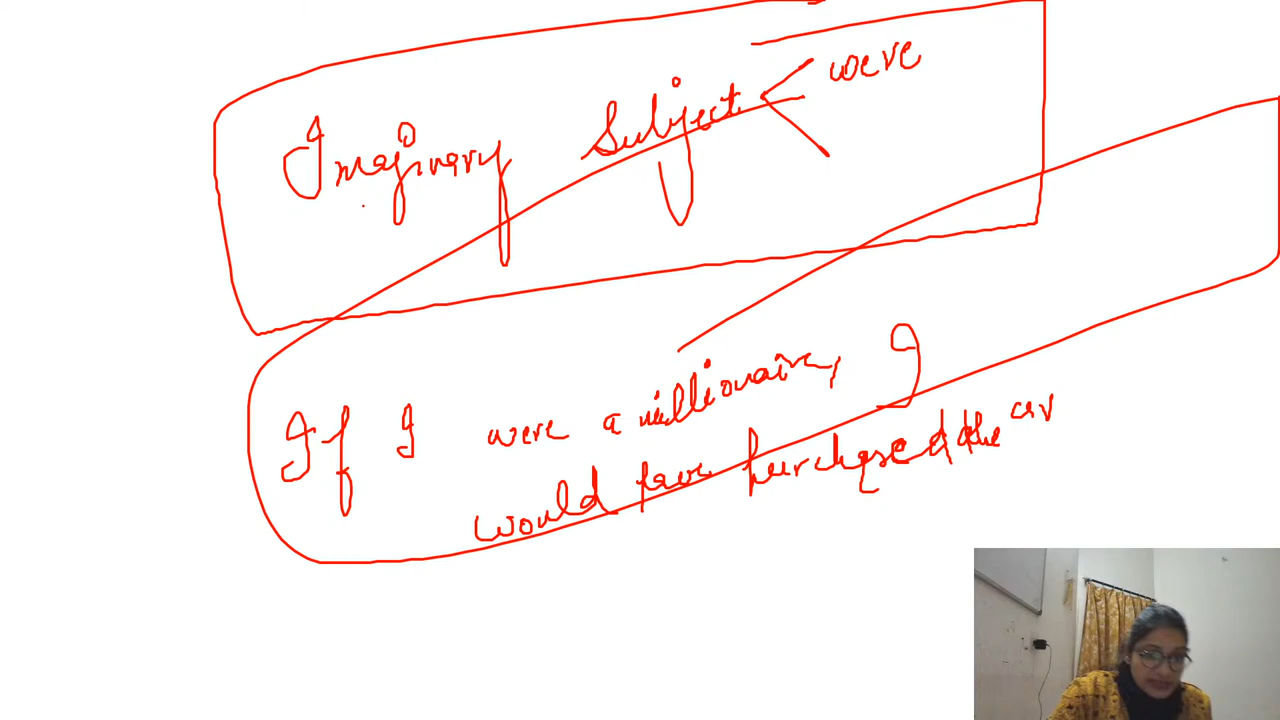 Imaginary Subject were
If I were a millionaire, I
would have purchased the car